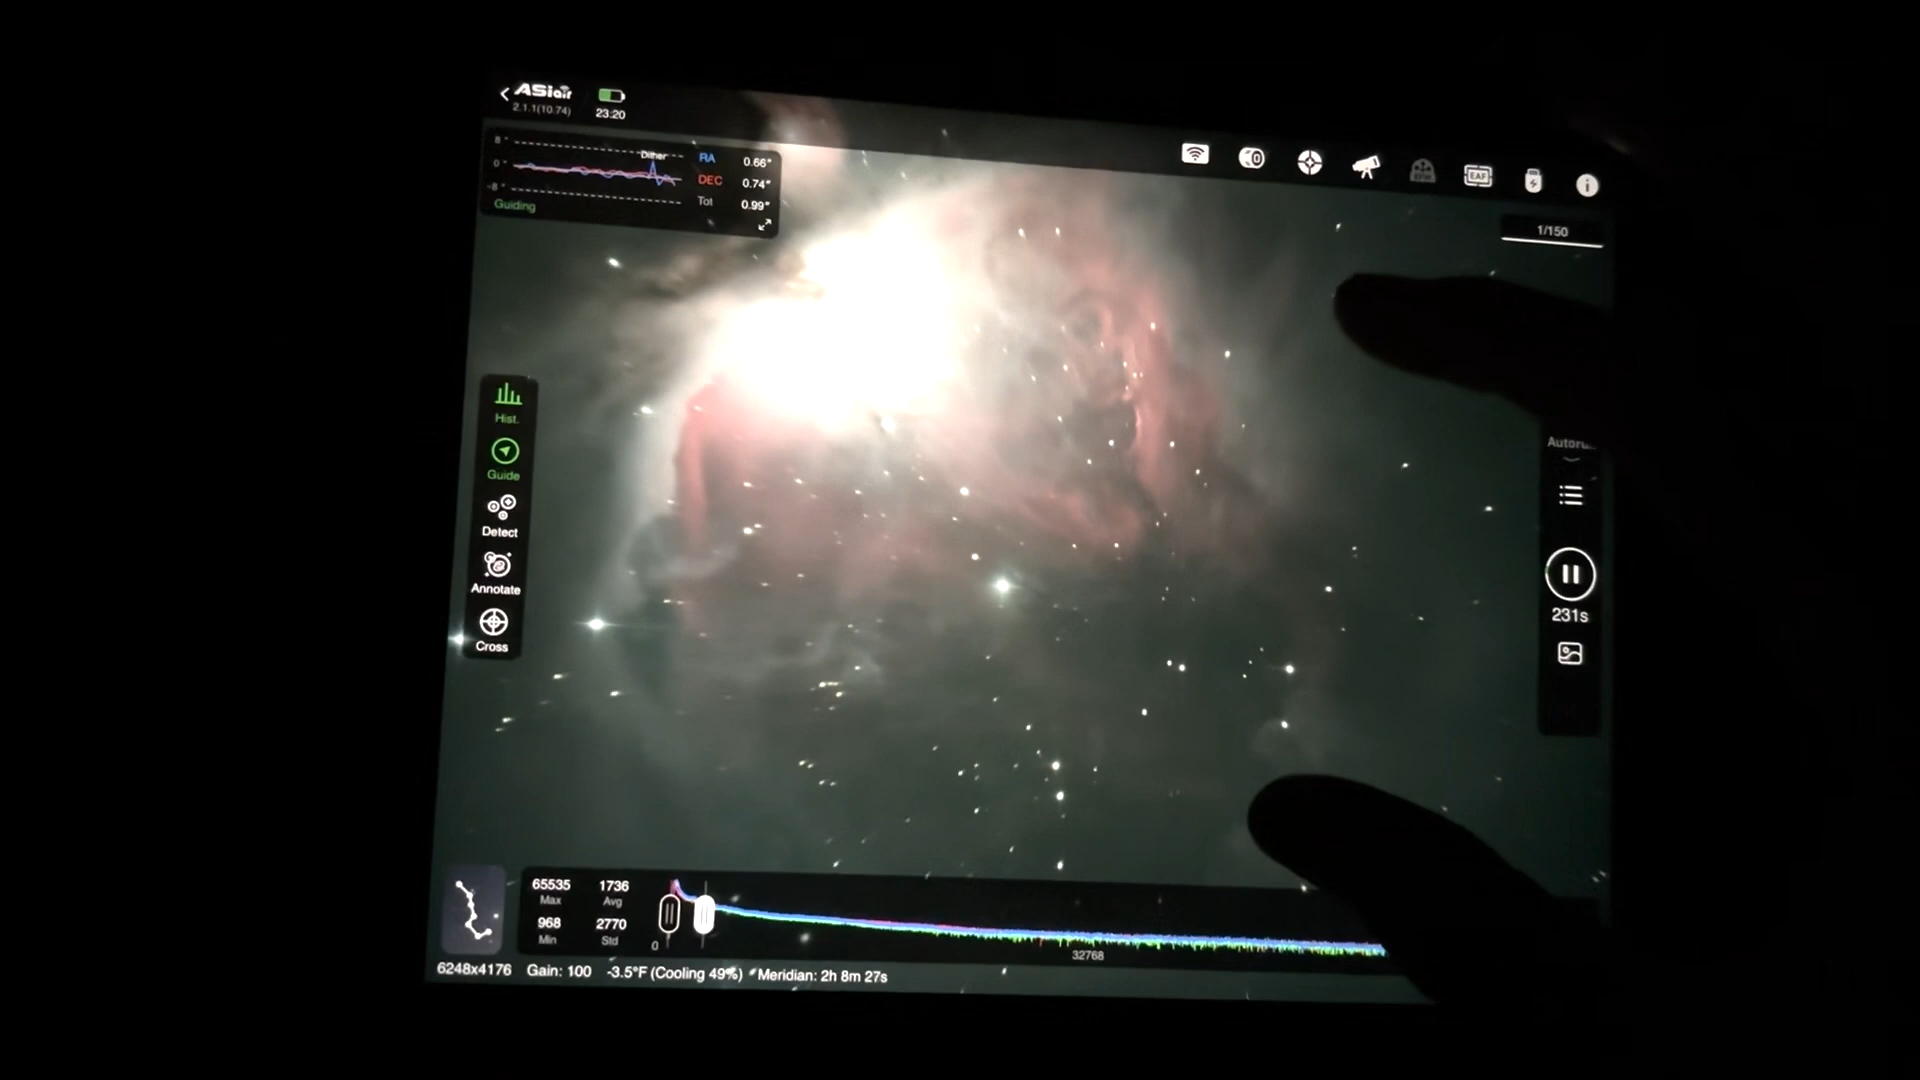 ASIair
2.1.1(10.74)
23:20
8
0
-8
Dither
RA 0.66"
DEC 0.74"
Tot 0.99"
Guiding
EAF
1/150
Hist.
Guide
Detect
Annotate
Cross
Autoru...
231s
65535 1736
Max Avg
968 2770
Min Std
0
32768
6248x4176 Gain: 100 -3.5°F (Cooling 49%) Meridian: 2h 8m 27s